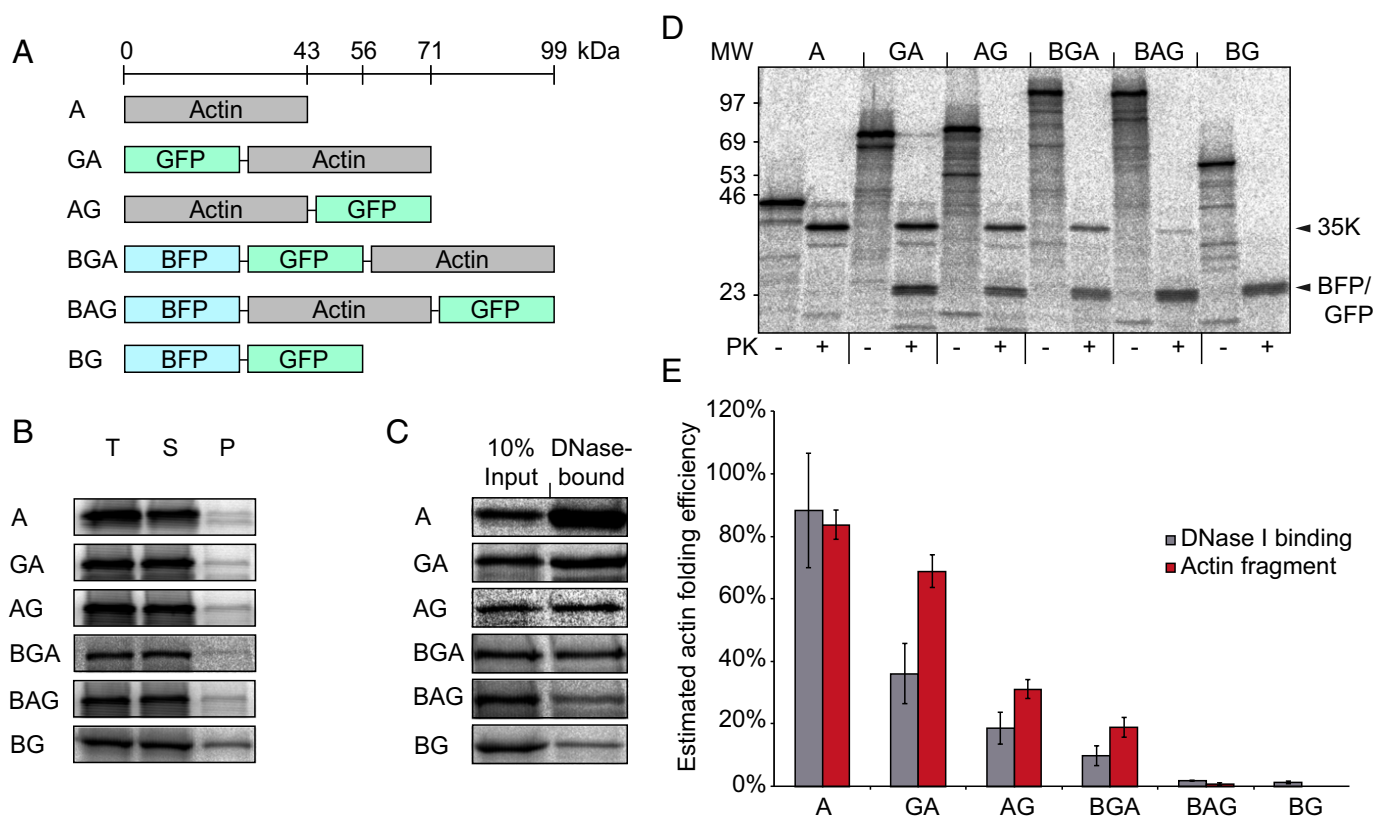 A
0 43 56 71 99 kDa
A Actin
GA GFP Actin
AG Actin GFP
BGA BFP GFP Actin
BAG BFP Actin GFP
BG BFP GFP
B
T S P
A
GA
AG
BGA
BAG
BG
C
10% Input
DNase-bound
A
GA
AG
BGA
BAG
BG
D
MW A GA AG BGA BAG BG
97
69
53
46
23
35K
BFP/
GFP
PK - + - + - + - + - + - +
E
Estimated actin folding efficiency
120%
100%
80%
60%
40%
20%
0%
DNase I binding
Actin fragment
A GA AG BGA BAG BG